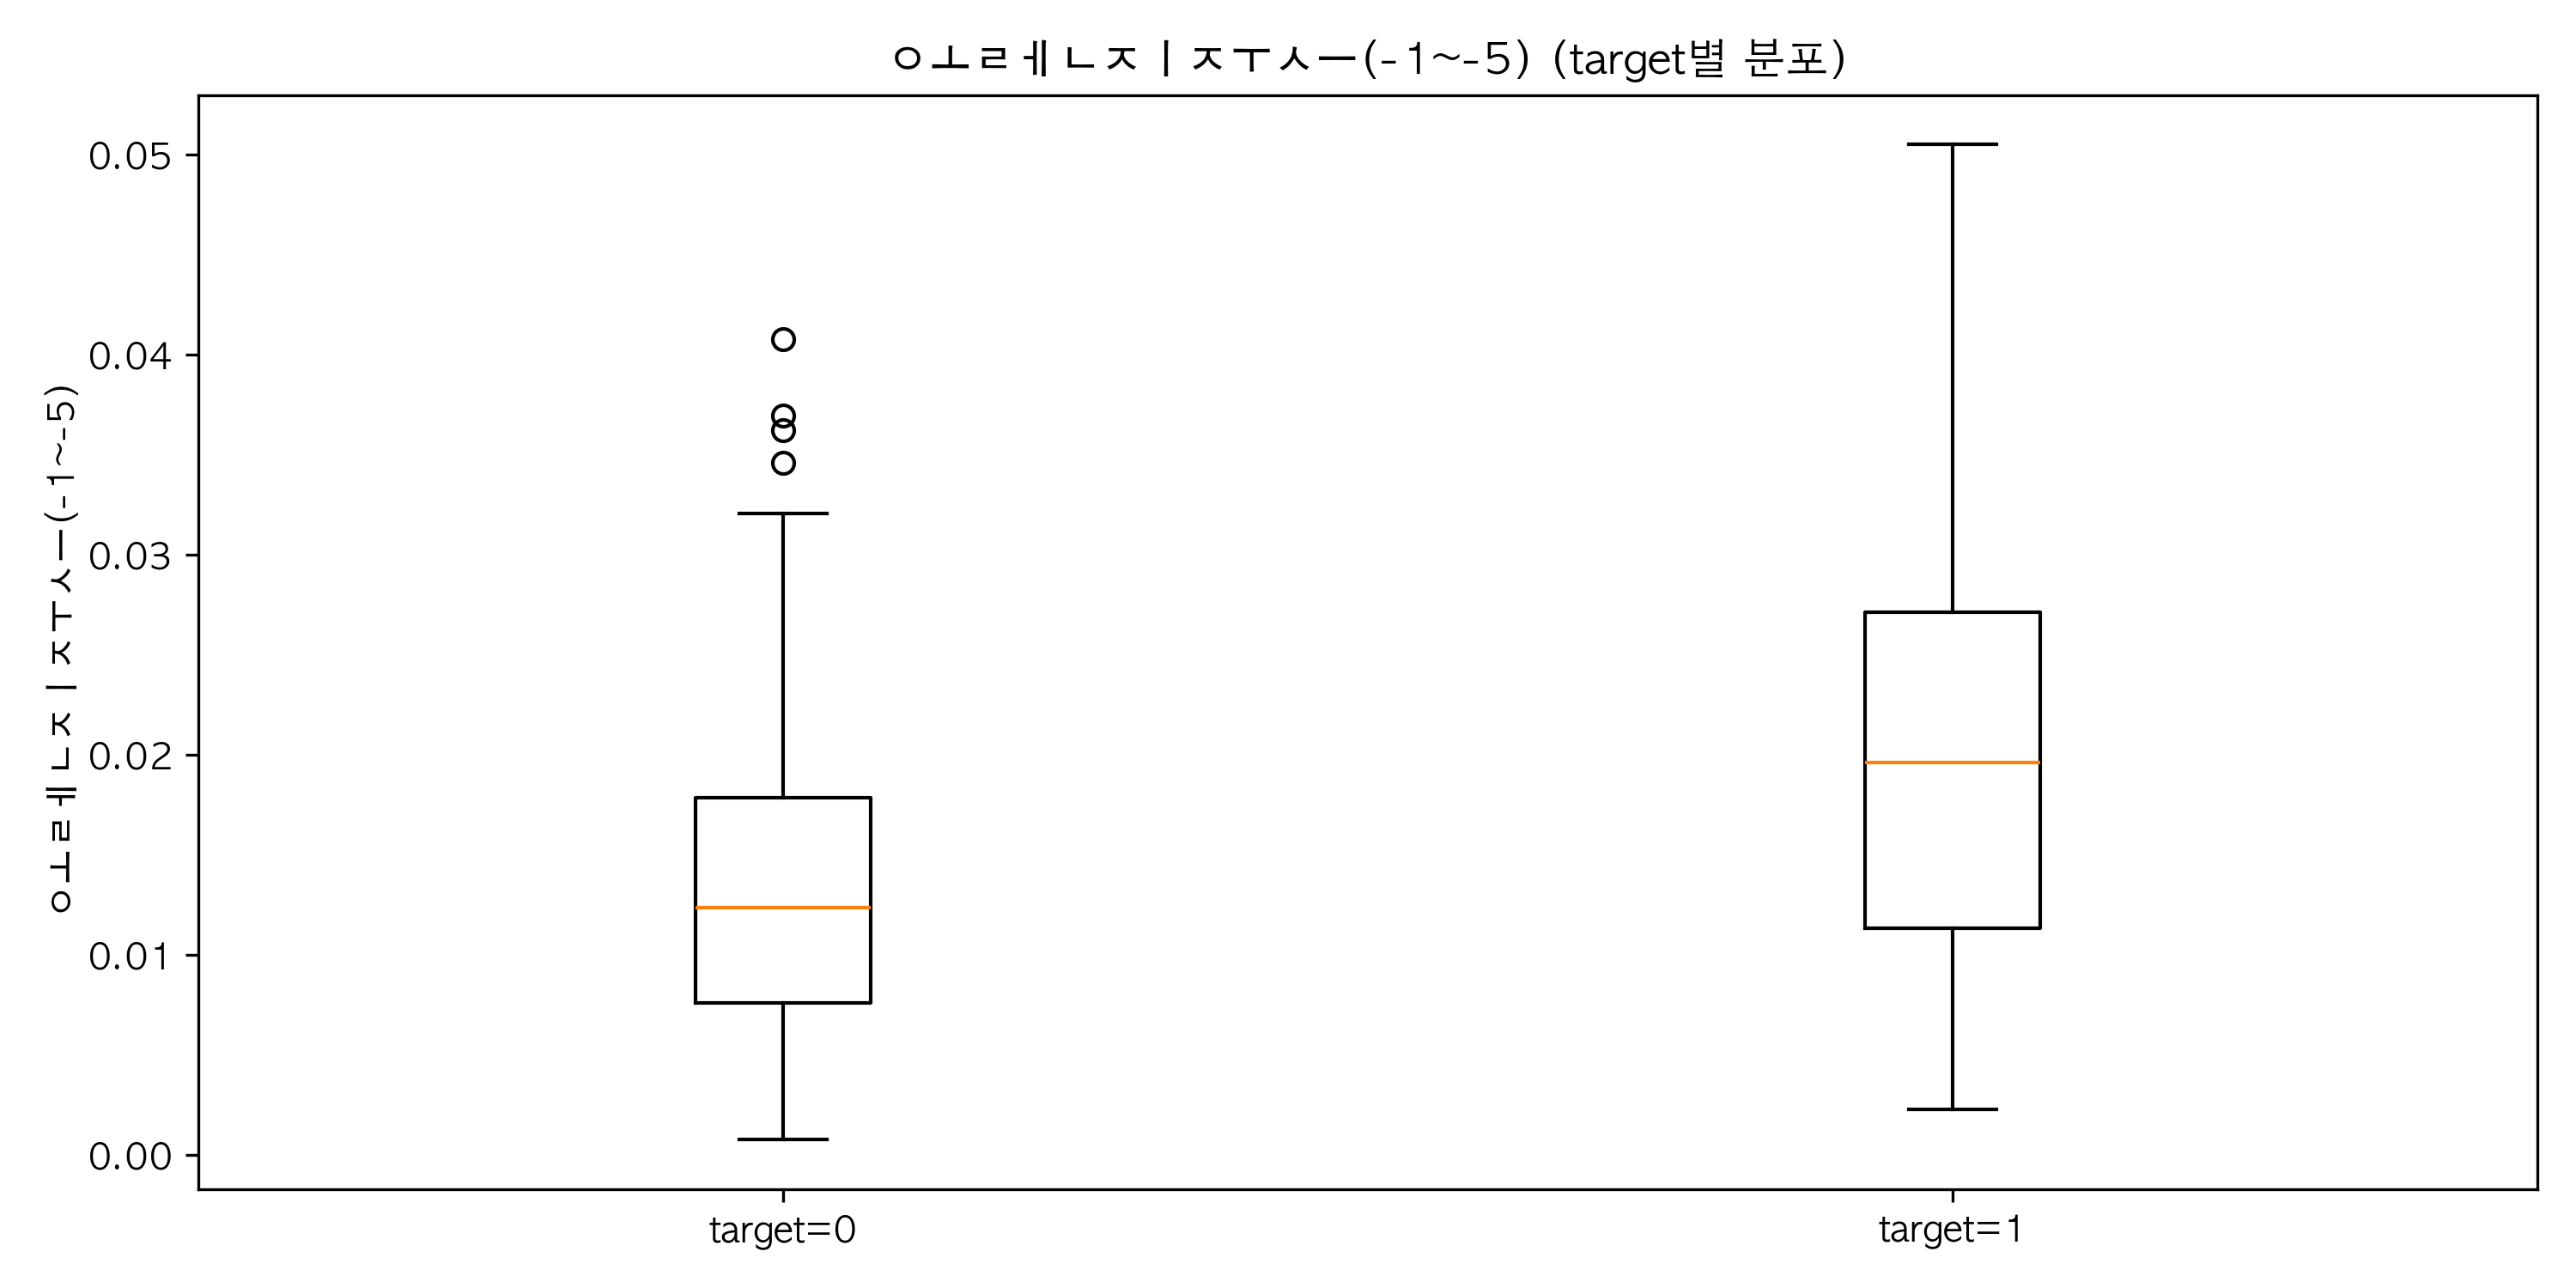 ㅇㅗㄹㅔㄴㅈㅣㅈㅜㅅㅡ(-1~-5) (target별 분포)
ㅇㅗㄹㅔㄴㅈㅣㅈㅜㅅㅡ(-1~-5)
0.05
0.04
0.03
0.02
0.01
0.00
target=0
target=1